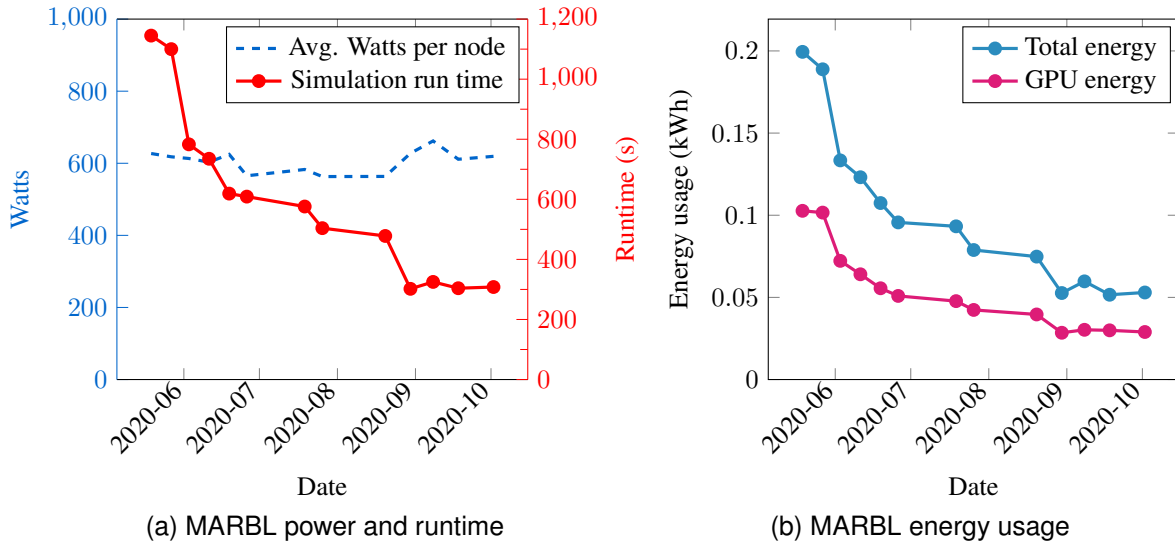 1,000
800
600
400
200
0
Watts
1,200
1,000
800
600
400
200
0
Runtime (s)
Avg. Watts per node
Simulation run time
2020-06
2020-07
2020-08
2020-09
2020-10
Date
(a) MARBL power and runtime
0.2
0.15
0.1
0.05
0
Energy usage (kWh)
Total energy
GPU energy
2020-06
2020-07
2020-08
2020-09
2020-10
Date
(b) MARBL energy usage